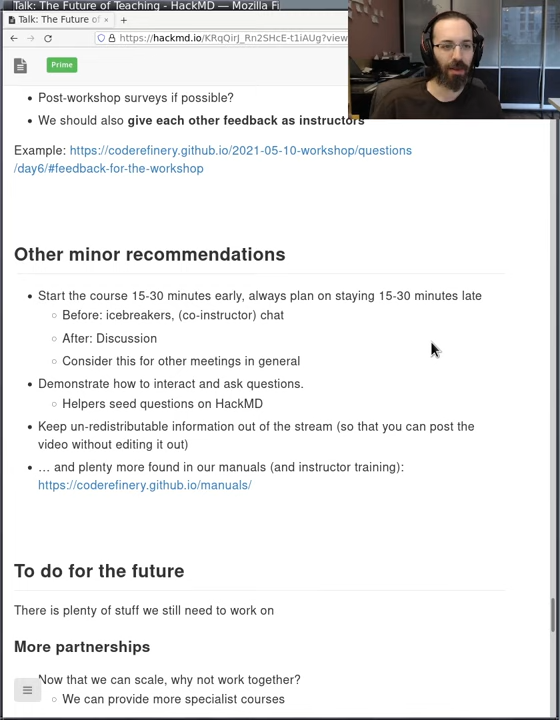 Talk: The Future of Teaching - HackMD — Mozilla Fi
Talk: The Future of
https://hackmd.io/KRqQirJ_Rn2SHcE-t1iAUg?view
Prime
Post-workshop surveys if possible?
We should also give each other feedback as instructors
Example: https://coderefinery.github.io/2021-05-10-workshop/questions
/day6/#feedback-for-the-workshop
Other minor recommendations
Start the course 15-30 minutes early, always plan on staying 15-30 minutes late
Before: icebreakers, (co-instructor) chat
After: Discussion
Consider this for other meetings in general
Demonstrate how to interact and ask questions.
Helpers seed questions on HackMD
Keep un-redistributable information out of the stream (so that you can post the
video without editing it out)
… and plenty more found in our manuals (and instructor training):
https://coderefinery.github.io/manuals/
To do for the future
There is plenty of stuff we still need to work on
More partnerships
Now that we can scale, why not work together?
We can provide more specialist courses